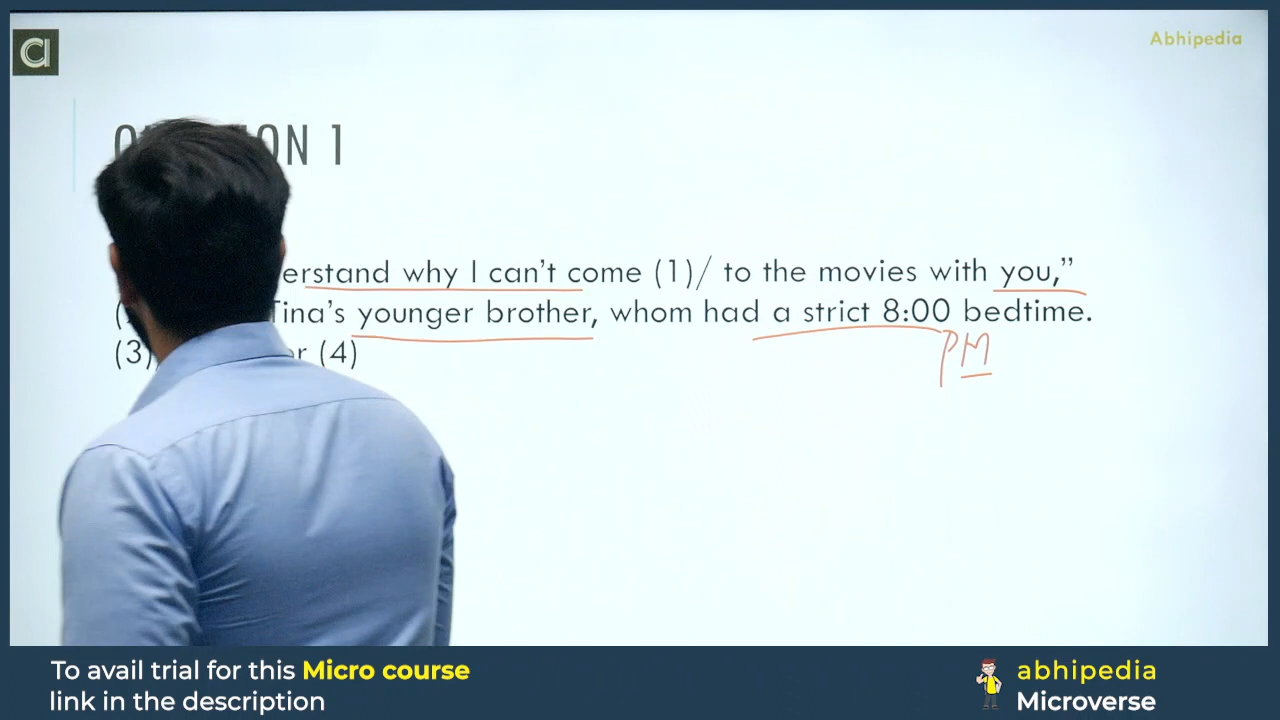 Abhipedia
ON 1
erstand why I can't come (1)/ to the movies with you,"
Tina's younger brother, whom had a strict 8:00 bedtime.
PM
(3) r (4)
To avail trial for this Micro course
link in the description
abhipedia
Microverse